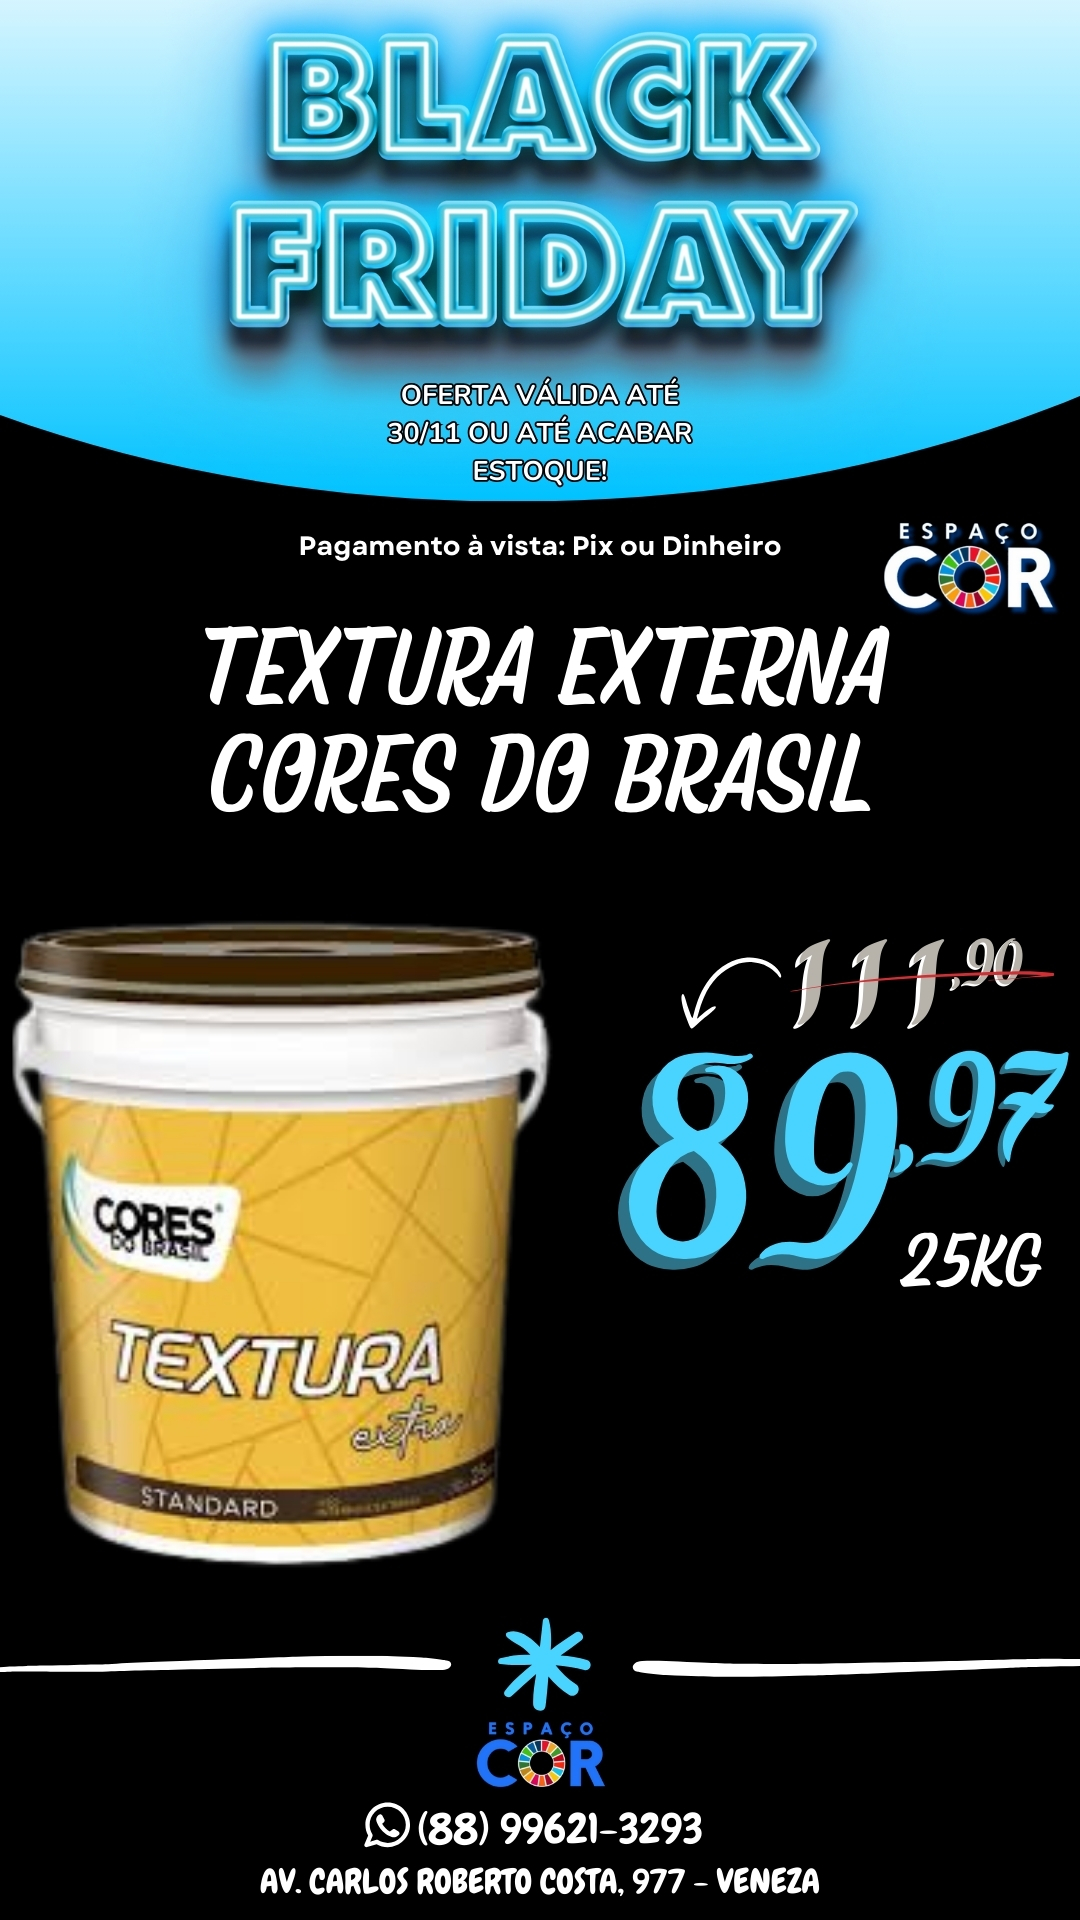 BLACK
FRIDAY
OFERTA VÁLIDA ATÉ
30/11 OU ATÉ ACABAR
ESTOQUE!
Pagamento à vista: Pix ou Dinheiro
ESPAÇO
COR
TEXTURA EXTERNA
CORES DO BRASIL
111,90
89,97
25KG
CORES
DO BRASIL
TEXTURA
extra
STANDARD
ESPAÇO
COR
(88) 99621-3293
AV. CARLOS ROBERTO COSTA, 977 - VENEZA